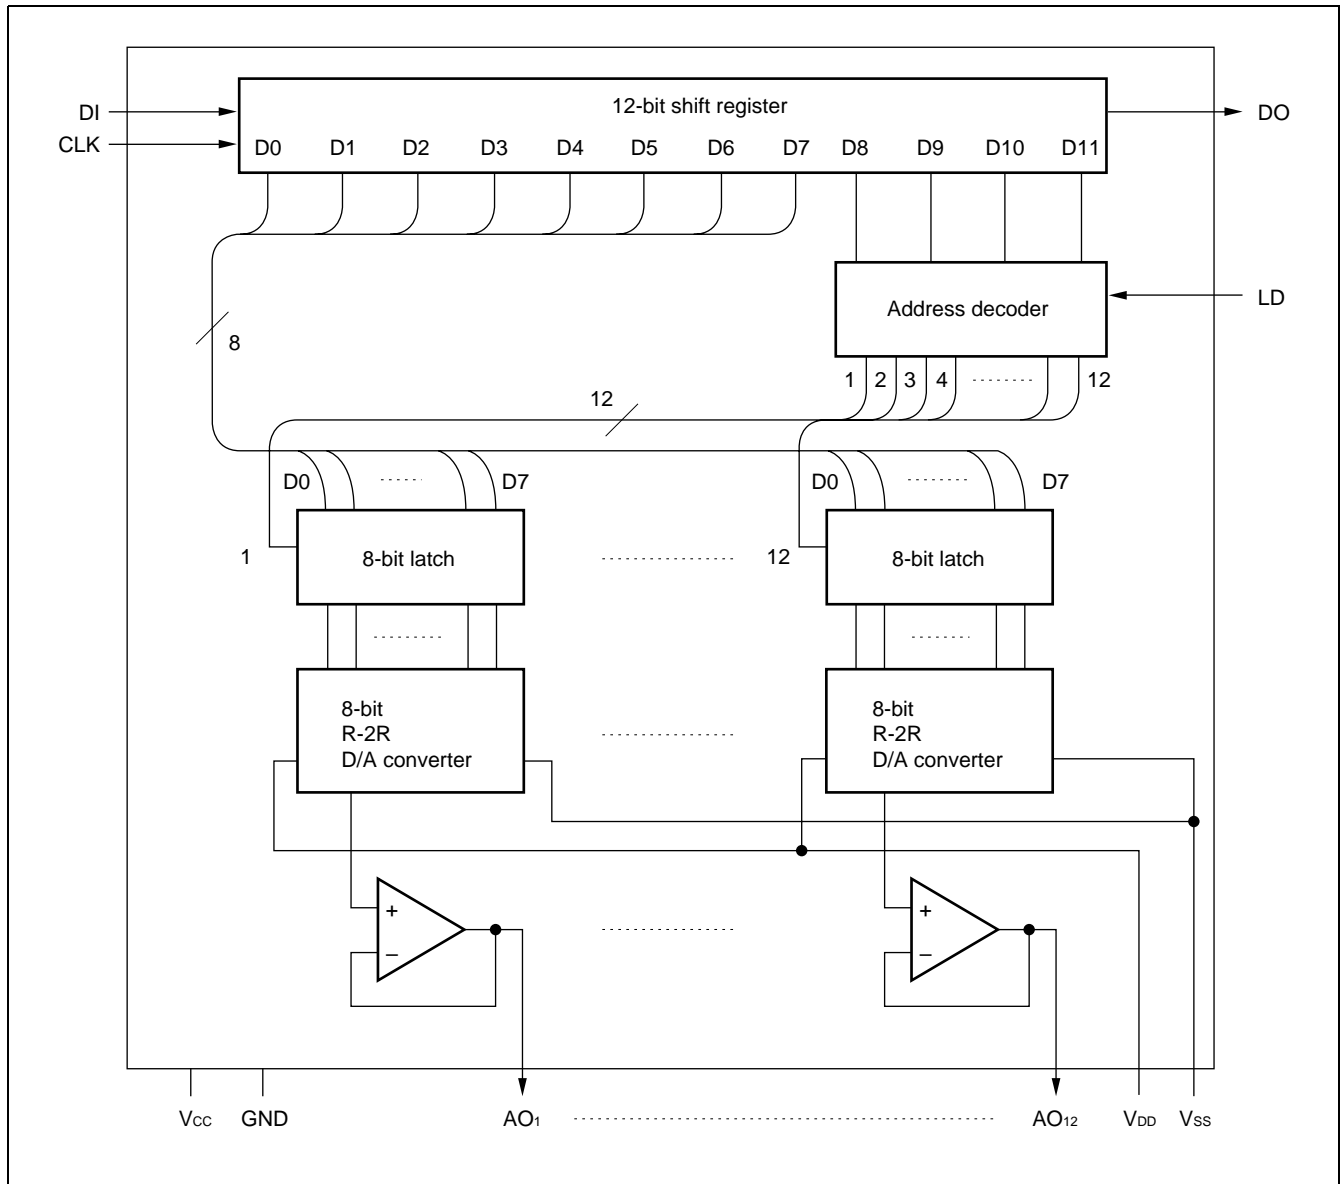 12-bit shift register
DI
DO
CLK
D0 D1 D2 D3 D4 D5 D6 D7 D8 D9 D10 D11
LD
Address decoder
8
1 2 3 4 12
12
D0 D7 D0 D7
1 8-bit latch 12 8-bit latch
8-bit
R-2R
D/A converter
8-bit
R-2R
D/A converter
+
−
+
−
VCC GND AO1 AO12 VDD VSS